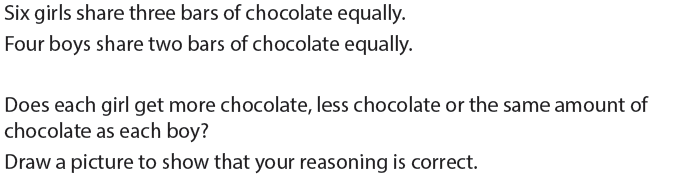 Six girls share three bars of chocolate equally.
Four boys share two bars of chocolate equally.
Does each girl get more chocolate, less chocolate or the same amount of
chocolate as each boy?
Draw a picture to show that your reasoning is correct.